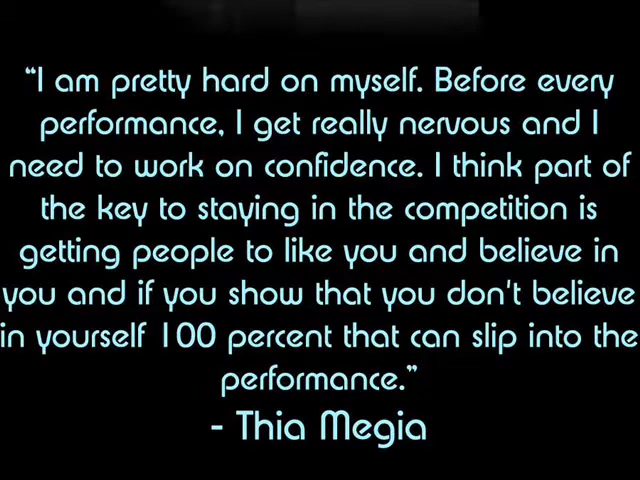 “I am pretty hard on myself. Before every
performance, I get really nervous and I
need to work on confidence. I think part of
the key to staying in the competition is
getting people to like you and believe in
you and if you show that you don't believe
in yourself 100 percent that can slip into the
performance.”
- Thia Megia